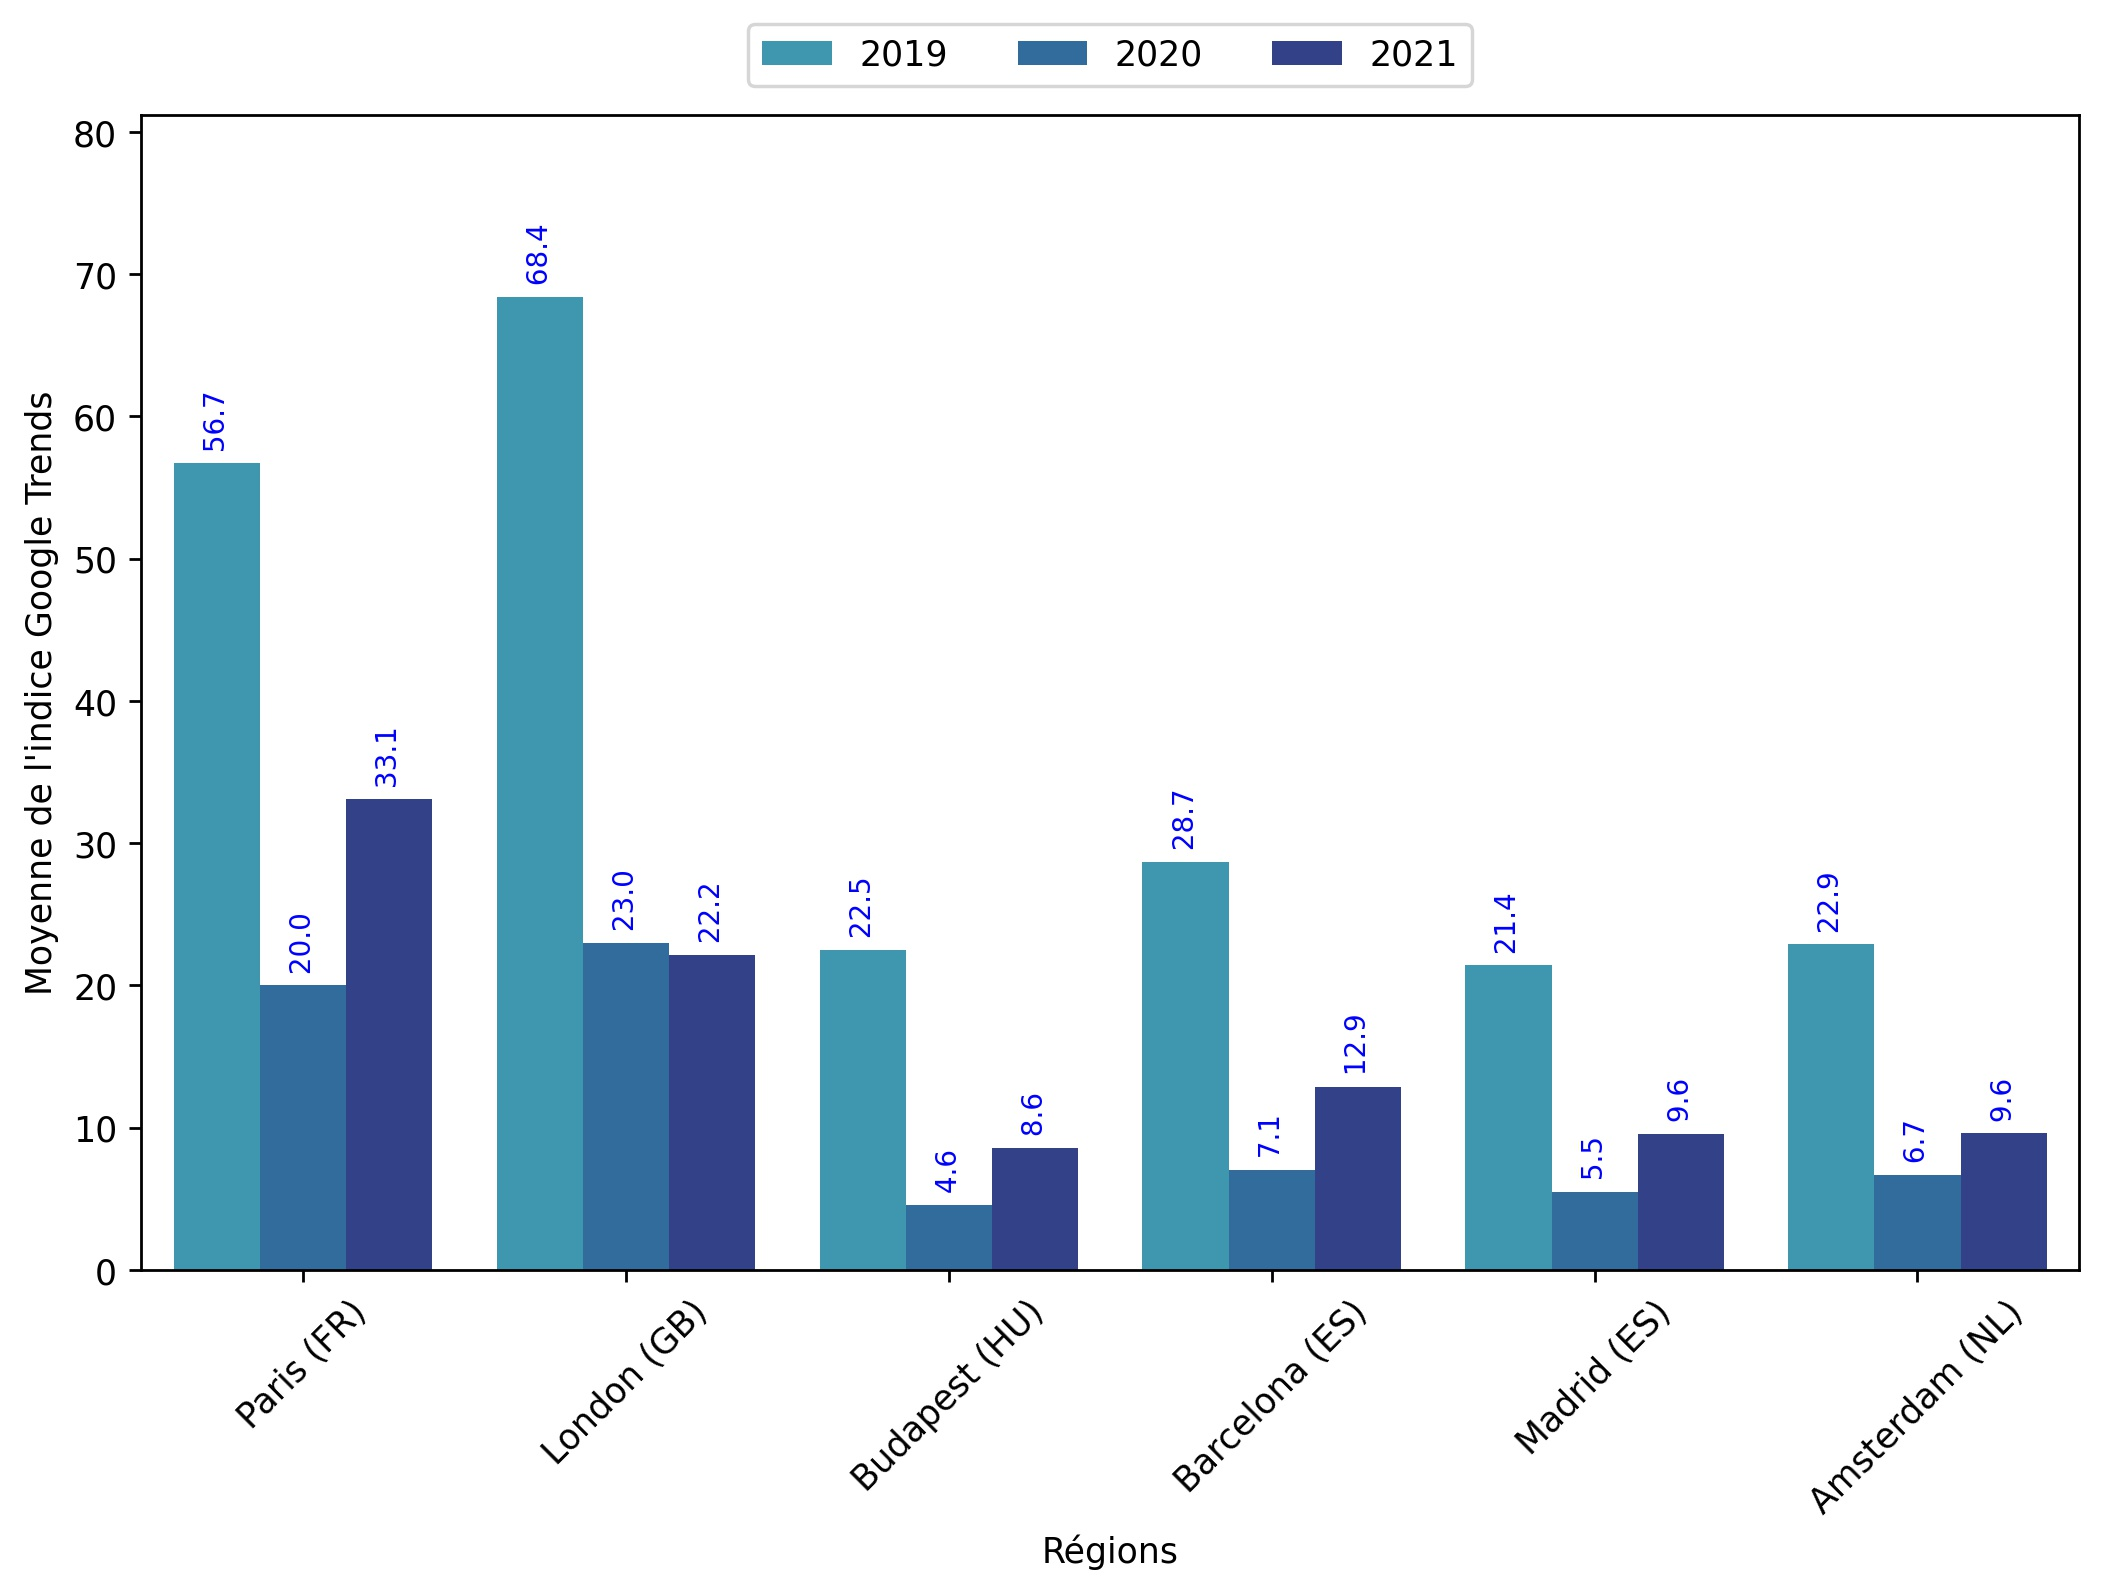 2019 2020 2021
Moyenne de l'indice Google Trends
80
70
60
50
40
30
20
10
0
56.7 20.0 33.1
68.4 23.0 22.2
22.5 4.6 8.6
28.7 7.1 12.9
21.4 5.5 9.6
22.9 6.7 9.6
Paris (FR)
London (GB)
Budapest (HU)
Barcelona (ES)
Madrid (ES)
Amsterdam (NL)
Régions